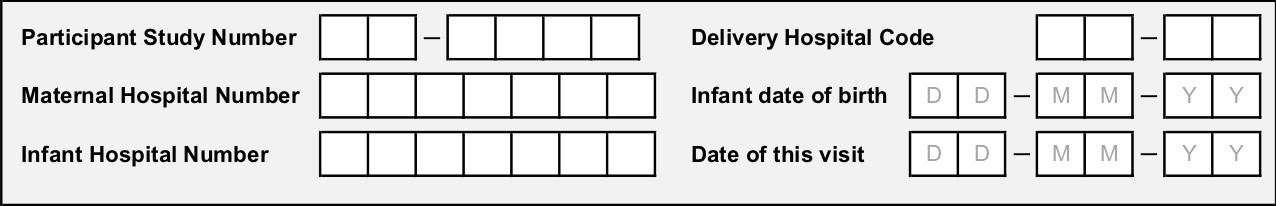 Participant Study Number – Delivery Hospital Code –
Maternal Hospital Number Infant date of birth D D – M M – Y Y
Infant Hospital Number Date of this visit D D – M M – Y Y